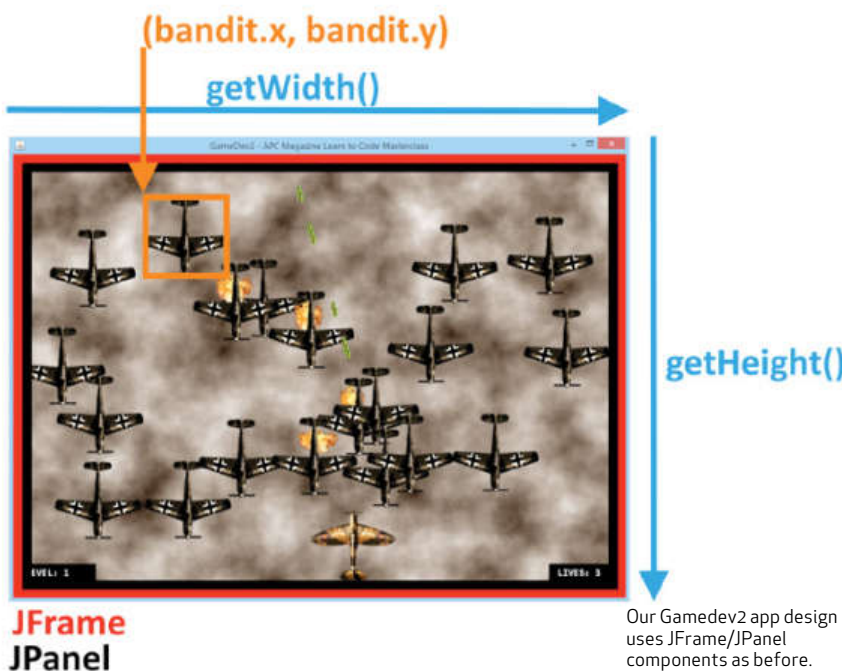 (bandit.x, bandit.y)
getWidth()
GameDev2 - APC Magazine Learn to Code Masterclass
getHeight()
EVEL: 1
LIVES: 3
JFrame
JPanel
Our Gamedev2 app design
uses JFrame/JPanel
components as before.